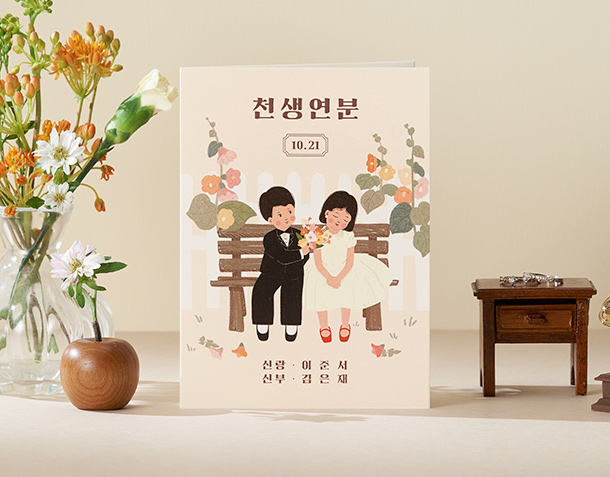 천생연분
10.21
신랑 · 이 준 서
신부 · 김 은 재